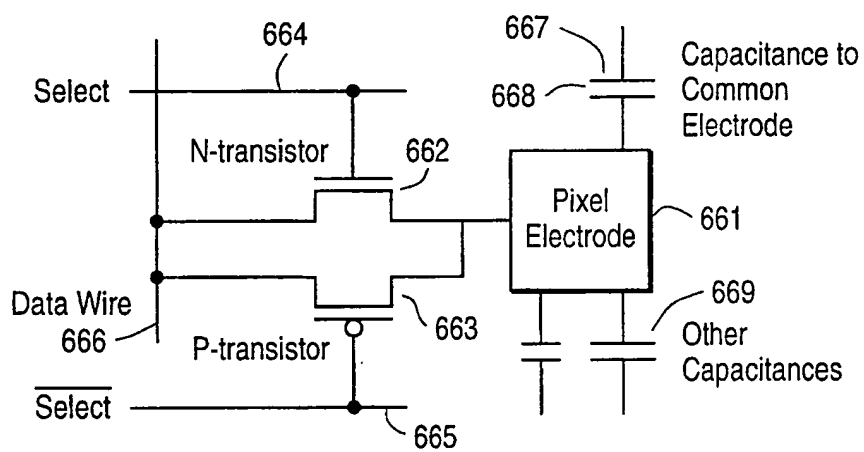 664
667
Select
668
Capacitance to
Common
Electrode
N-transistor
662
Pixel
Electrode
661
Data Wire
666
663
669
P-transistor
Other
Capacitances
Select
665